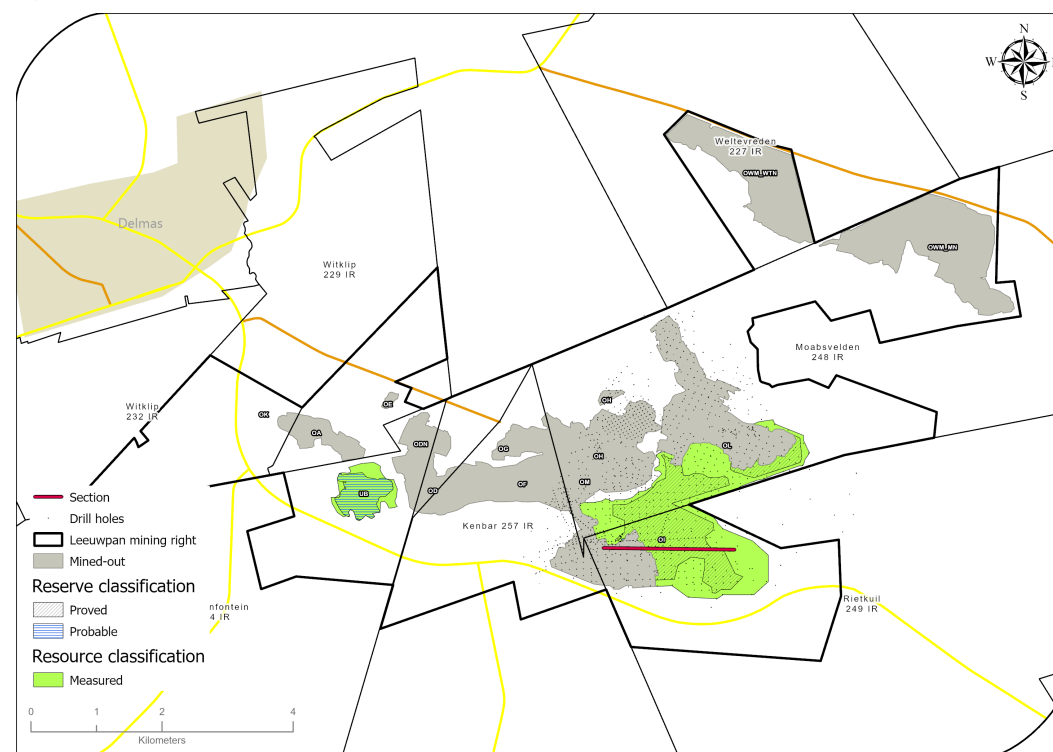 N
W
S
Weltevreden
227 IR
OWM_WTN
Delmas
OWM_MN
Witklip
229 IR
Moabsvelden
248 IR
Witklip
232 IR
OE
OH
OK
OA
ODN
OG
OL
OH
UB
OD
OF
OM
Kenbar 257 IR
OI
Rietkuil
249 IR
nfontein
4 IR
Section
Drill holes
Leeuwpan mining right
Mined-out
Reserve classification
Proved
Probable
Resource classification
Measured
0 1 2 4
Kilometers